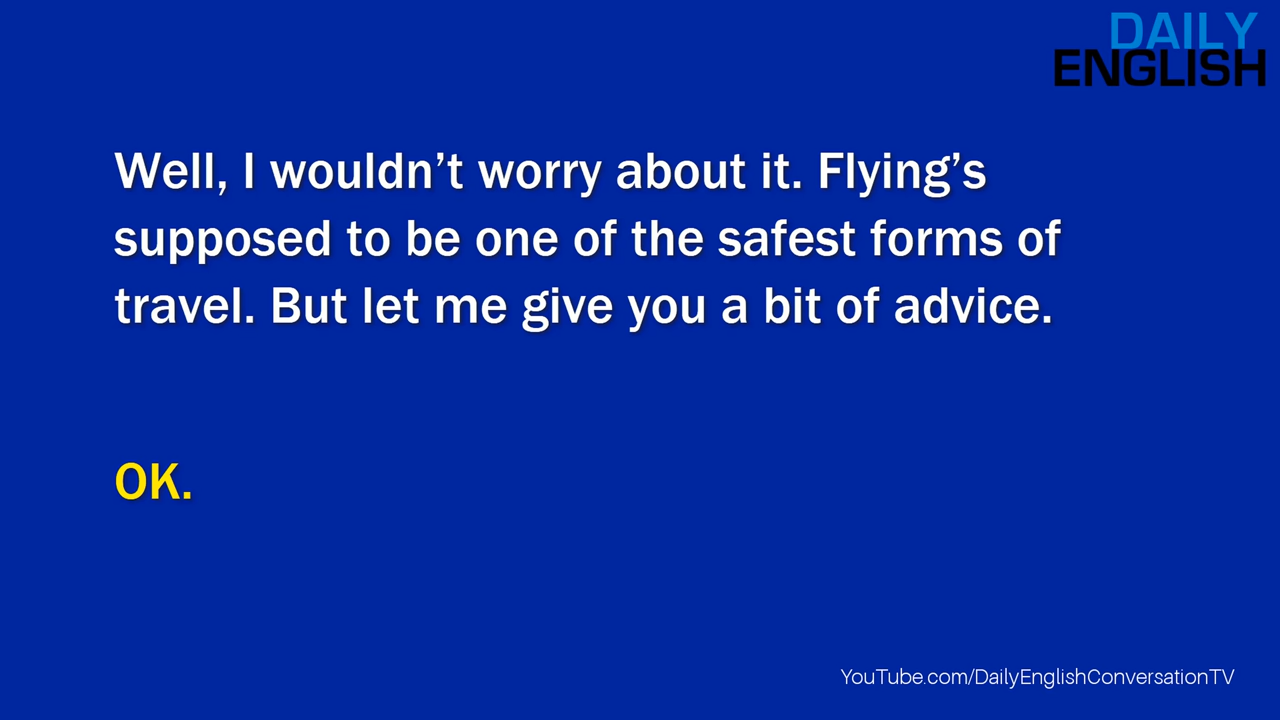 DAILY
ENGLISH
Well, I wouldn’t worry about it. Flying’s
supposed to be one of the safest forms of
travel. But let me give you a bit of advice.
OK.
YouTube.com/DailyEnglishConversationTV